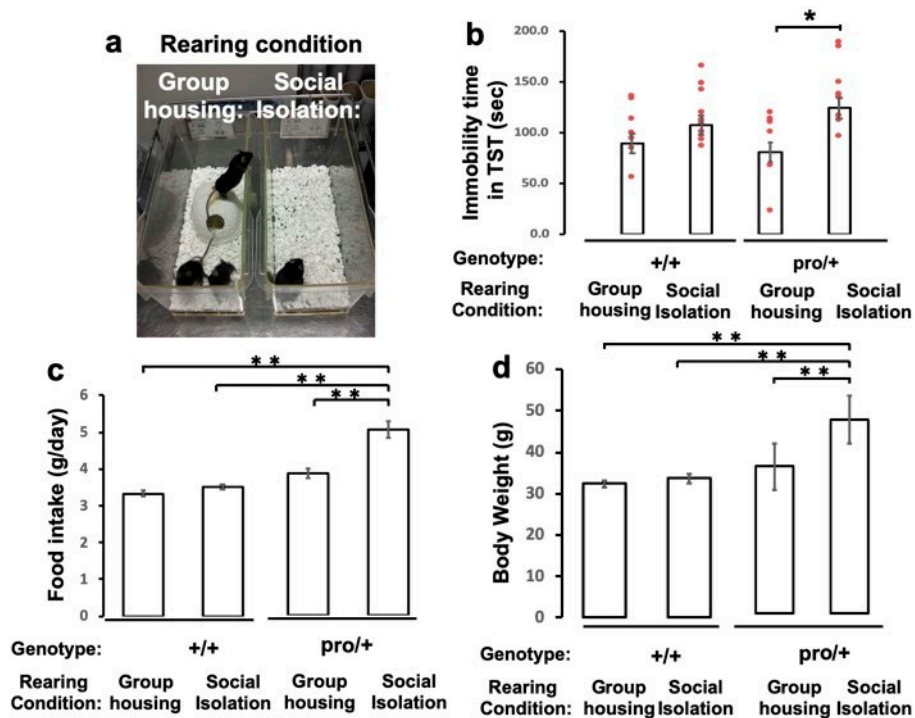 a Rearing condition
Group housing:
Social Isolation:
b
Immobility time
in TST (sec)
200.0
150.0
100.0
50.0
0.0
*
Genotype:
+/+
pro/+
Rearing
Condition:
Group
housing
Social
Isolation
Group
housing
Social
Isolation
c
Food intake (g/day)
6
5
4
3
2
1
0
* *
* *
* *
Genotype:
+/+
pro/+
Rearing
Condition:
Group
housing
Social
Isolation
Group
housing
Social
Isolation
d
Body Weight (g)
60
50
40
30
20
10
0
* *
* *
* *
Genotype:
+/+
pro/+
Rearing
Condition:
Group
housing
Social
Isolation
Group
housing
Social
Isolation